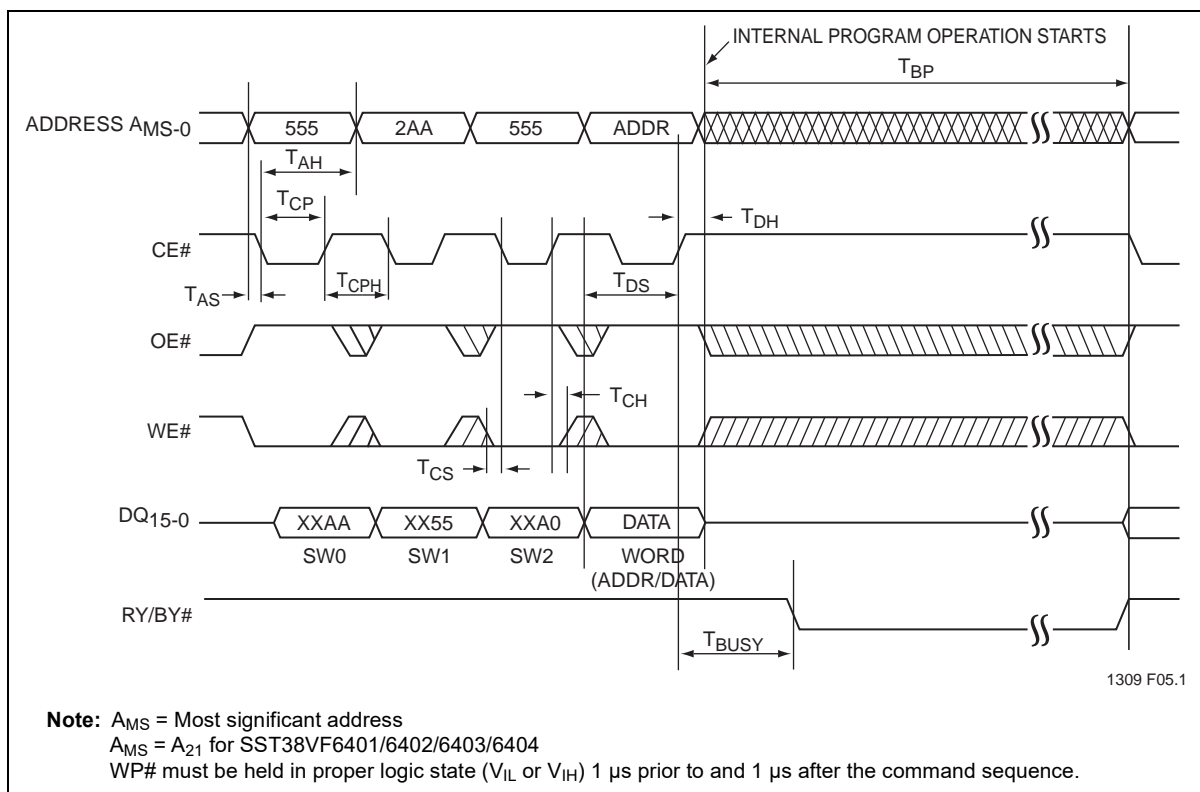 INTERNAL PROGRAM OPERATION STARTS
TBP
ADDRESS AMS-0
555
2AA
555
ADDR
TAH
TCP
TDH
CE#
TAS
TCPH
TDS
OE#
TCH
WE#
TCS
DQ15-0
XXAA
XX55
XXA0
DATA
SW0
SW1
SW2
WORD
(ADDR/DATA)
RY/BY#
TBUSY
1309 F05.1
Note: AMS = Most significant address
AMS = A21 for SST38VF6401/6402/6403/6404
WP# must be held in proper logic state (VIL or VIH) 1 µs prior to and 1 µs after the command sequence.